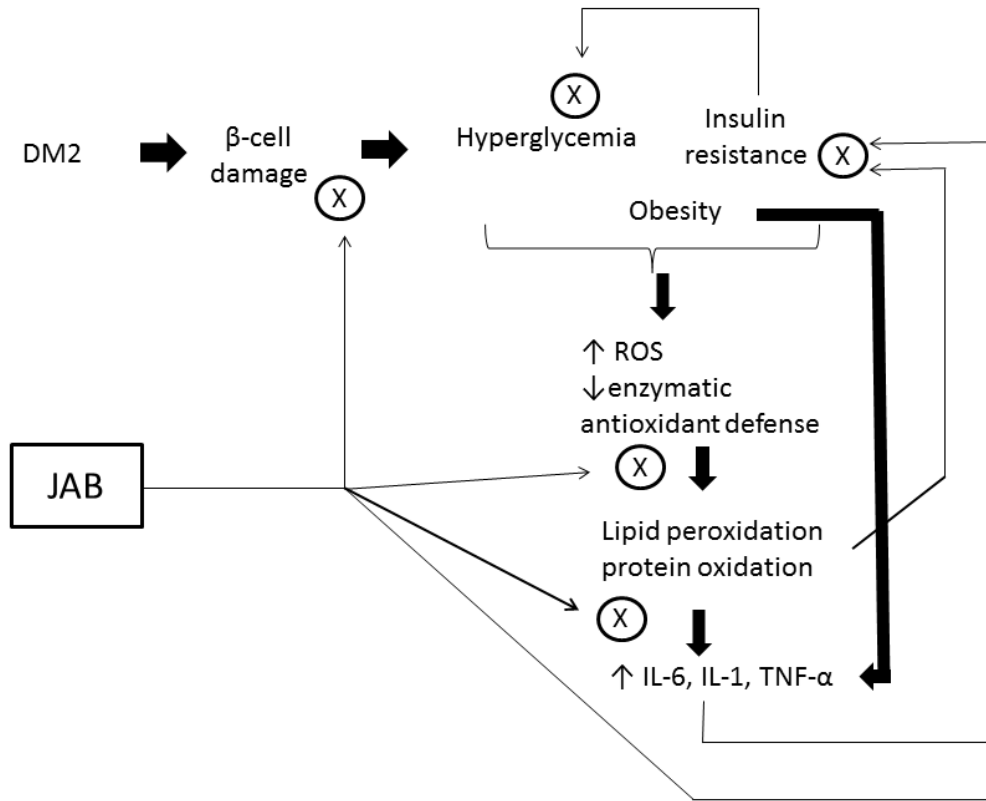 X
Hyperglycemia
Insulin
resistance X
DM2
β-cell
damage
X
Obesity
↑ ROS
↓ enzymatic
antioxidant defense
X
JAB
Lipid peroxidation
protein oxidation
X
↑ IL-6, IL-1, TNF-α